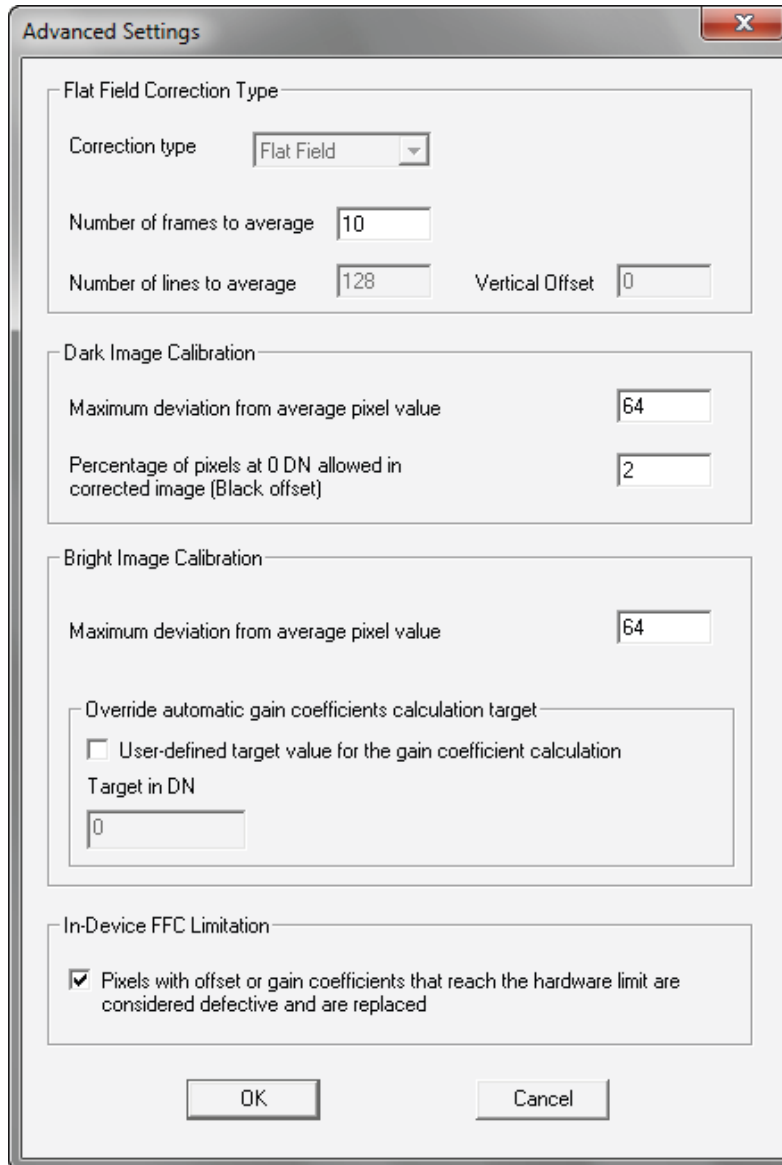 Advanced Settings
Flat Field Correction Type
Correction type Flat Field
Number of frames to average 10
Number of lines to average 128 Vertical Offset 0
Dark Image Calibration
Maximum deviation from average pixel value 64
Percentage of pixels at 0 DN allowed in
corrected image (Black offset) 2
Bright Image Calibration
Maximum deviation from average pixel value 64
Override automatic gain coefficients calculation target
User-defined target value for the gain coefficient calculation
Target in DN
0
In-Device FFC Limitation
Pixels with offset or gain coefficients that reach the hardware limit are
considered defective and are replaced
OK Cancel